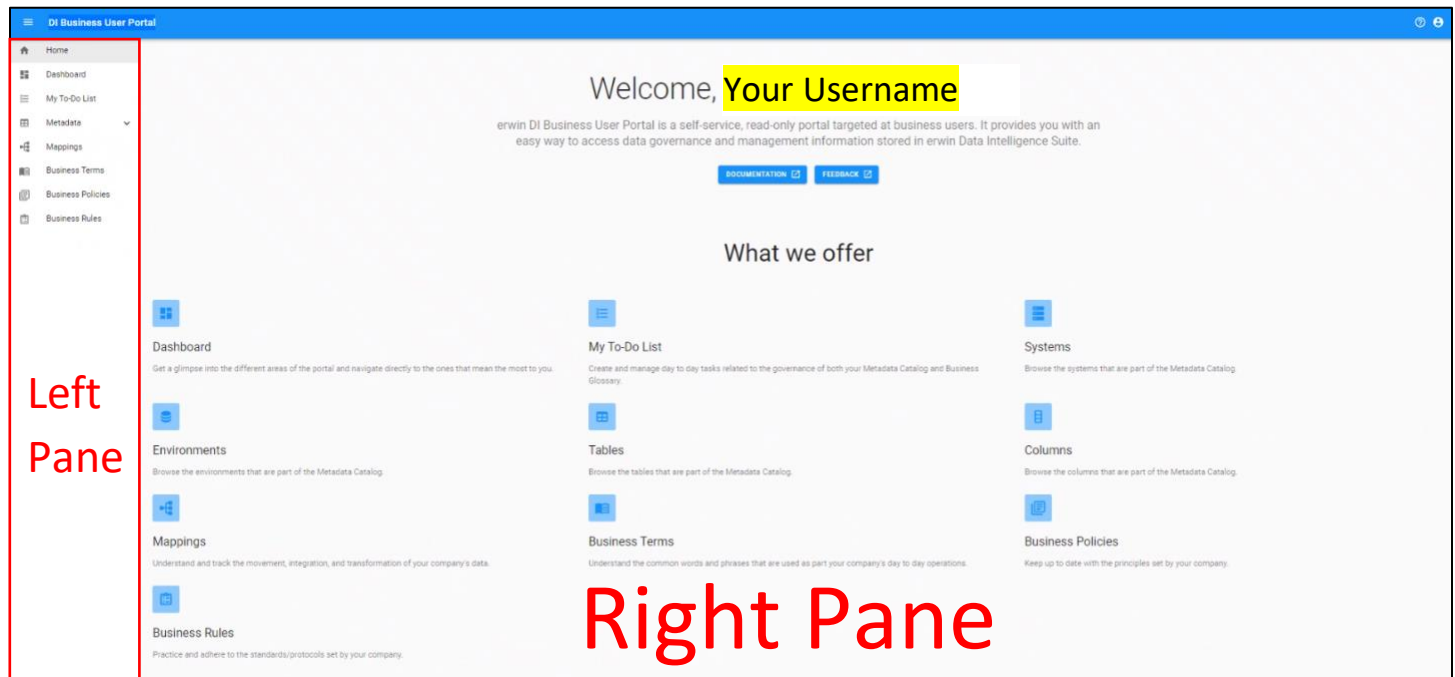 DI Business User Portal
Home
Dashboard
My To-Do List
Metadata
Mappings
Business Terms
Business Policies
Business Rules
Left
Pane
Welcome, Your Username
erwin DI Business User Portal is a self-service, read-only portal targeted at business users. It provides you with an
easy way to access data governance and management information stored in erwin Data Intelligence Suite.
DOCUMENTATION
FEEDBACK
What we offer
Dashboard
Get a glimpse into the different areas of the portal and navigate directly to the ones that mean the most to you.
My To-Do List
Create and manage day to day tasks related to the governance of both your Metadata Catalog and Business
Glossary.
Systems
Browse the systems that are part of the Metadata Catalog.
Environments
Browse the environments that are part of the Metadata Catalog.
Tables
Browse the tables that are part of the Metadata Catalog.
Columns
Browse the columns that are part of the Metadata Catalog.
Mappings
Understand and track the movement, integration, and transformation of your company's data.
Business Terms
Understand the common words and phrases that are used as part your company's day to day operations.
Business Policies
Keep up to date with the principles set by your company.
Business Rules
Practice and adhere to the standards/protocols set by your company.
Right Pane